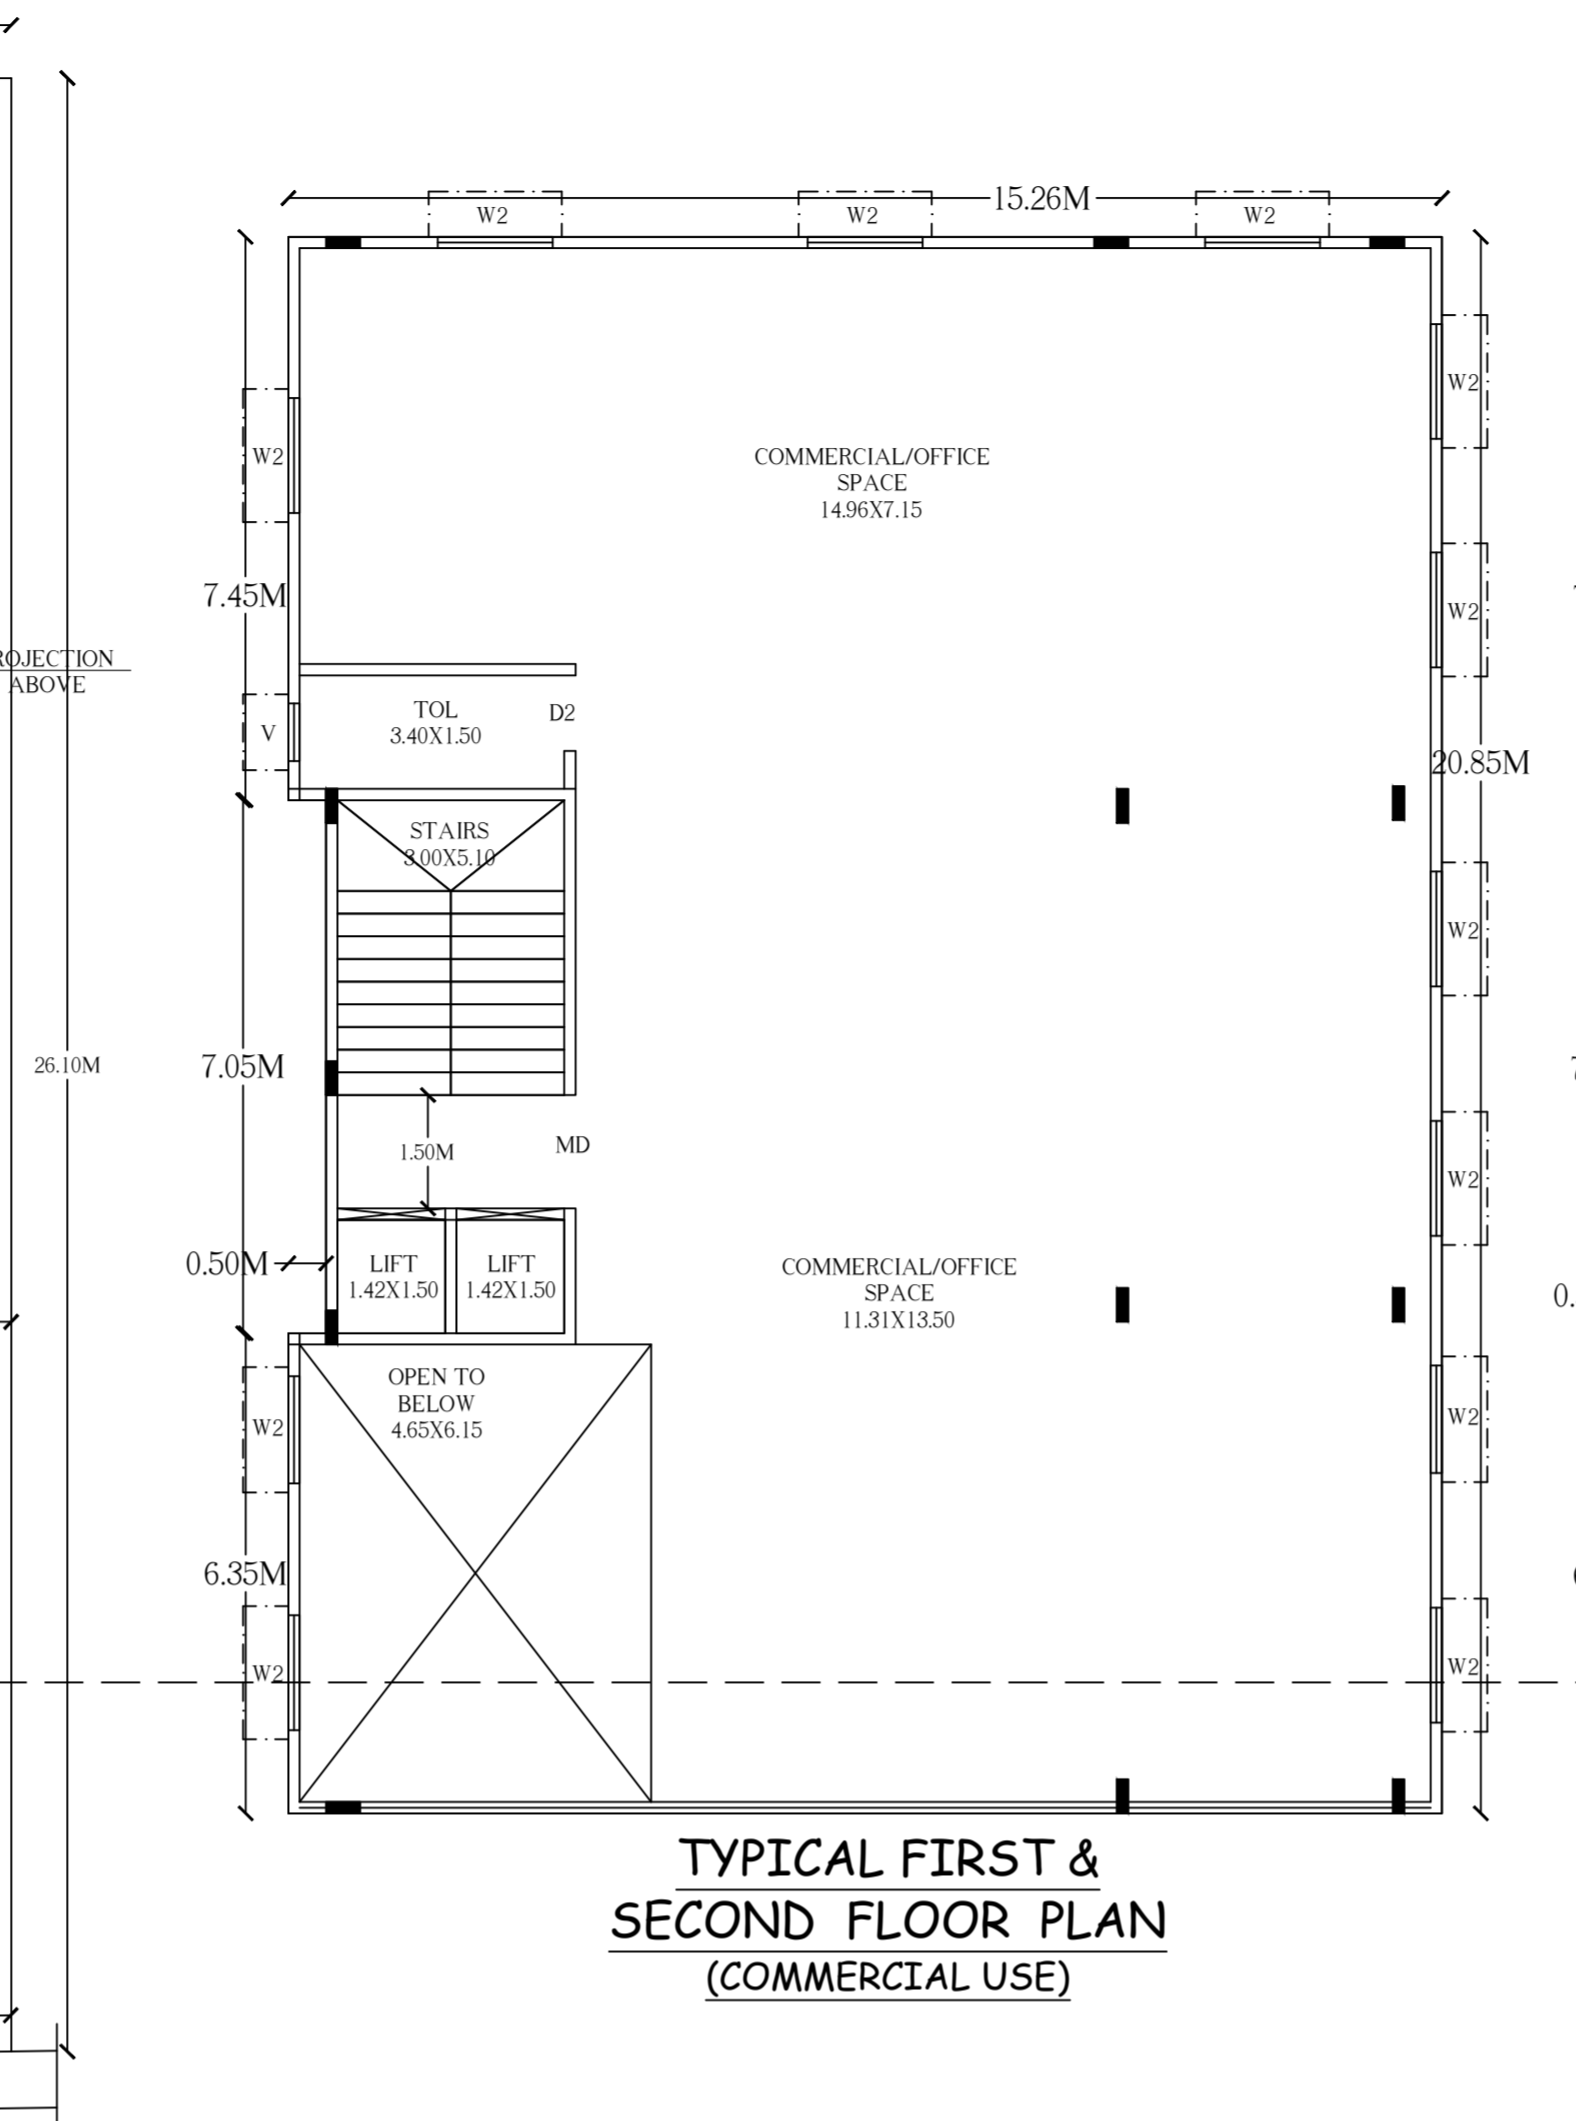 15.26M
W2
W2
W2
W2
COMMERCIAL/OFFICE
SPACE
14.96X7.15
W2
7.45M
W2
ABOVE
TOL
3.40X1.50
D2
V
20.85M
STAIRS
3.00X5.10
W2
26.10M
7.05M
1.50M
MD
W2
0.50M
LIFT
1.42X1.50
LIFT
1.42X1.50
COMMERCIAL/OFFICE
SPACE
11.31X13.50
OPEN TO
BELOW
4.65X6.15
W2
W2
6.35M
W2
W2
TYPICAL FIRST &
SECOND FLOOR PLAN
(COMMERCIAL USE)